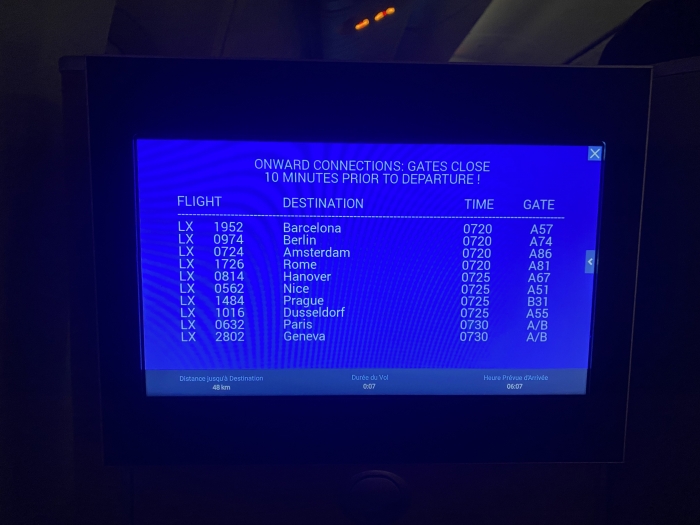 ONWARD CONNECTIONS: GATES CLOSE
10 MINUTES PRIOR TO DEPARTURE !
FLIGHT DESTINATION TIME GATE
LX 1952 Barcelona 0720 A57
LX 0974 Berlin 0720 A74
LX 0724 Amsterdam 0720 A86
LX 1726 Rome 0720 A81
LX 0814 Hanover 0725 A67
LX 0562 Nice 0725 A51
LX 1484 Prague 0725 B31
LX 1016 Dusseldorf 0725 A55
LX 0632 Paris 0730 A/B
LX 2802 Geneva 0730 A/B
Distance jusqu'à Destination Durée du Vol Heure Prévue d'Arrivée
48 km 0:07 06:07